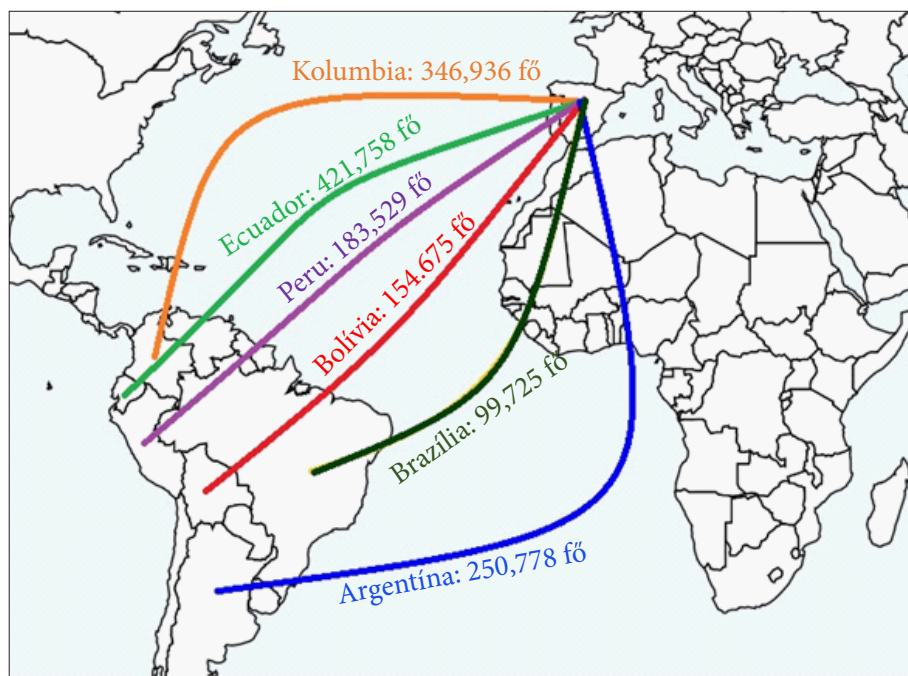 Kolumbia: 346,936 fő
Ecuador: 421,758 fő
Peru: 183,529 fő
Bolívia: 154.675 fő
Brazília: 99,725 fő
Argentína: 250,778 fő